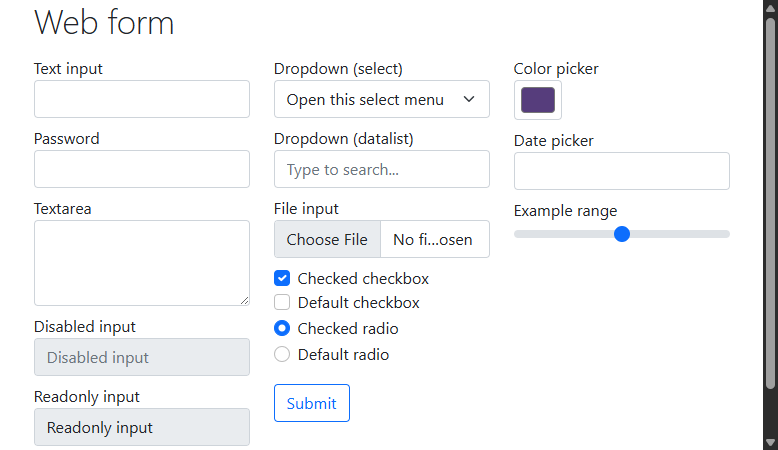 Web form
Text input
Password
Textarea
Disabled input
Disabled input
Readonly input
Readonly input
Dropdown (select)
Open this select menu
Dropdown (datalist)
Type to search...
File input
Choose File No fi...osen
Checked checkbox
Default checkbox
Checked radio
Default radio
Submit
Color picker
Date picker
Example range